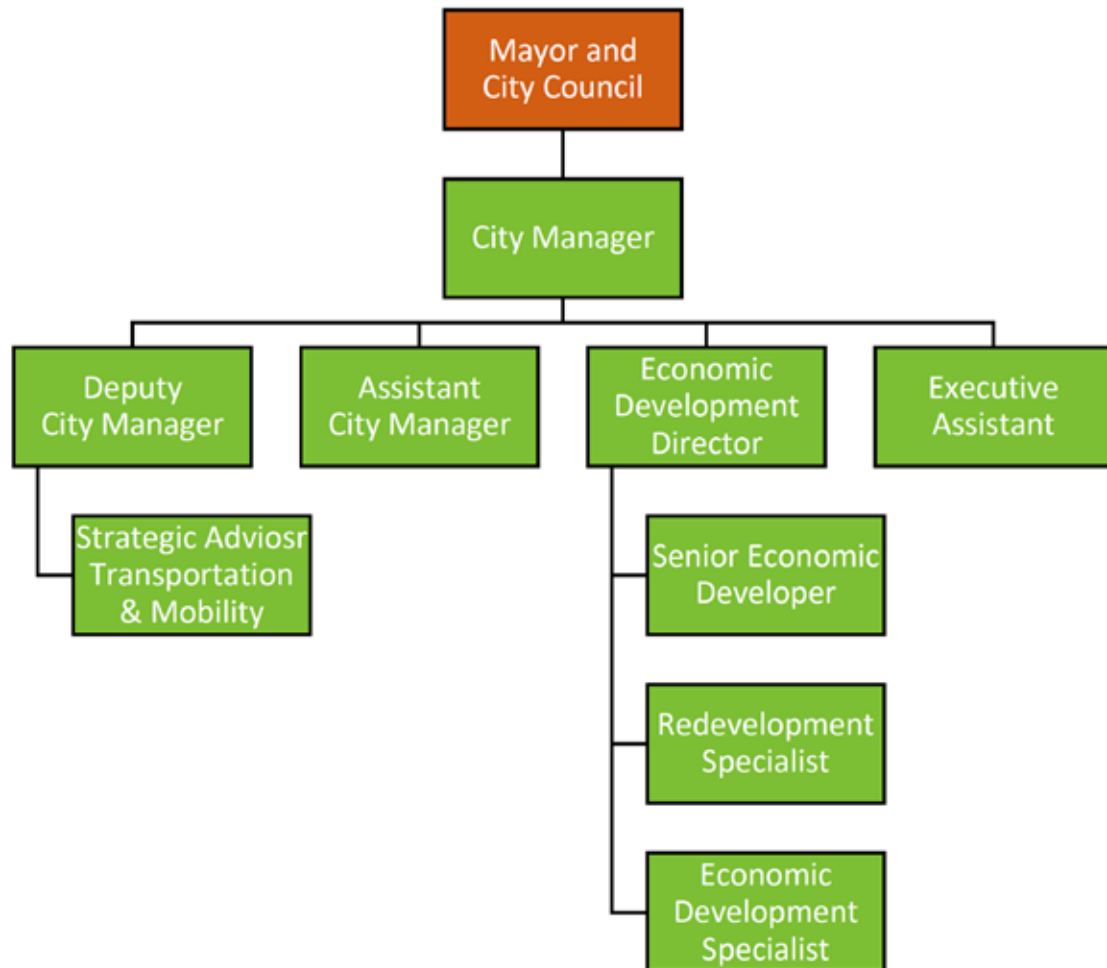 Mayor and
City Council
City Manager
Deputy
City Manager
Assistant
City Manager
Economic
Development
Director
Executive
Assistant
Strategic Adviosr
Transportation
& Mobility
Senior Economic
Developer
Redevelopment
Specialist
Economic
Development
Specialist